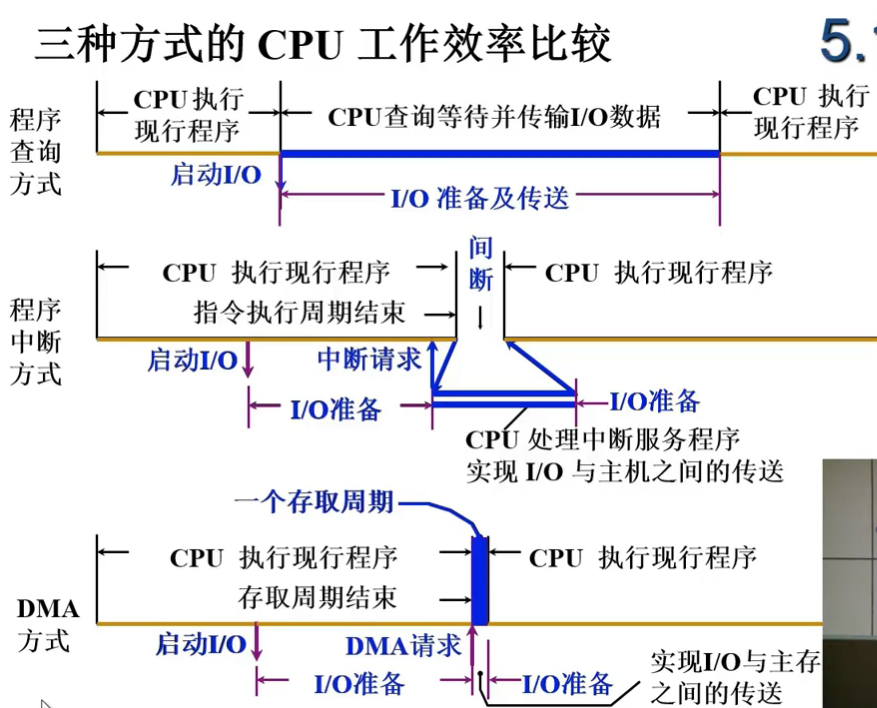 三种方式的 CPU 工作效率比较
5.
程序
查询
方式
CPU 执行
现行程序
CPU查询等待并传输I/O数据
CPU 执行
现行程序
启动I/O
I/O 准备及传送
程序
中断
方式
CPU 执行现行程序
间
断
CPU 执行现行程序
指令执行周期结束
启动I/O
中断请求
I/O准备
I/O准备
CPU 处理中断服务程序
实现 I/O 与主机之间的传送
一个存取周期
DMA
方式
CPU 执行现行程序
CPU 执行现行程序
存取周期结束
启动I/O
DMA请求
I/O准备
I/O准备
实现I/O与主存
之间的传送